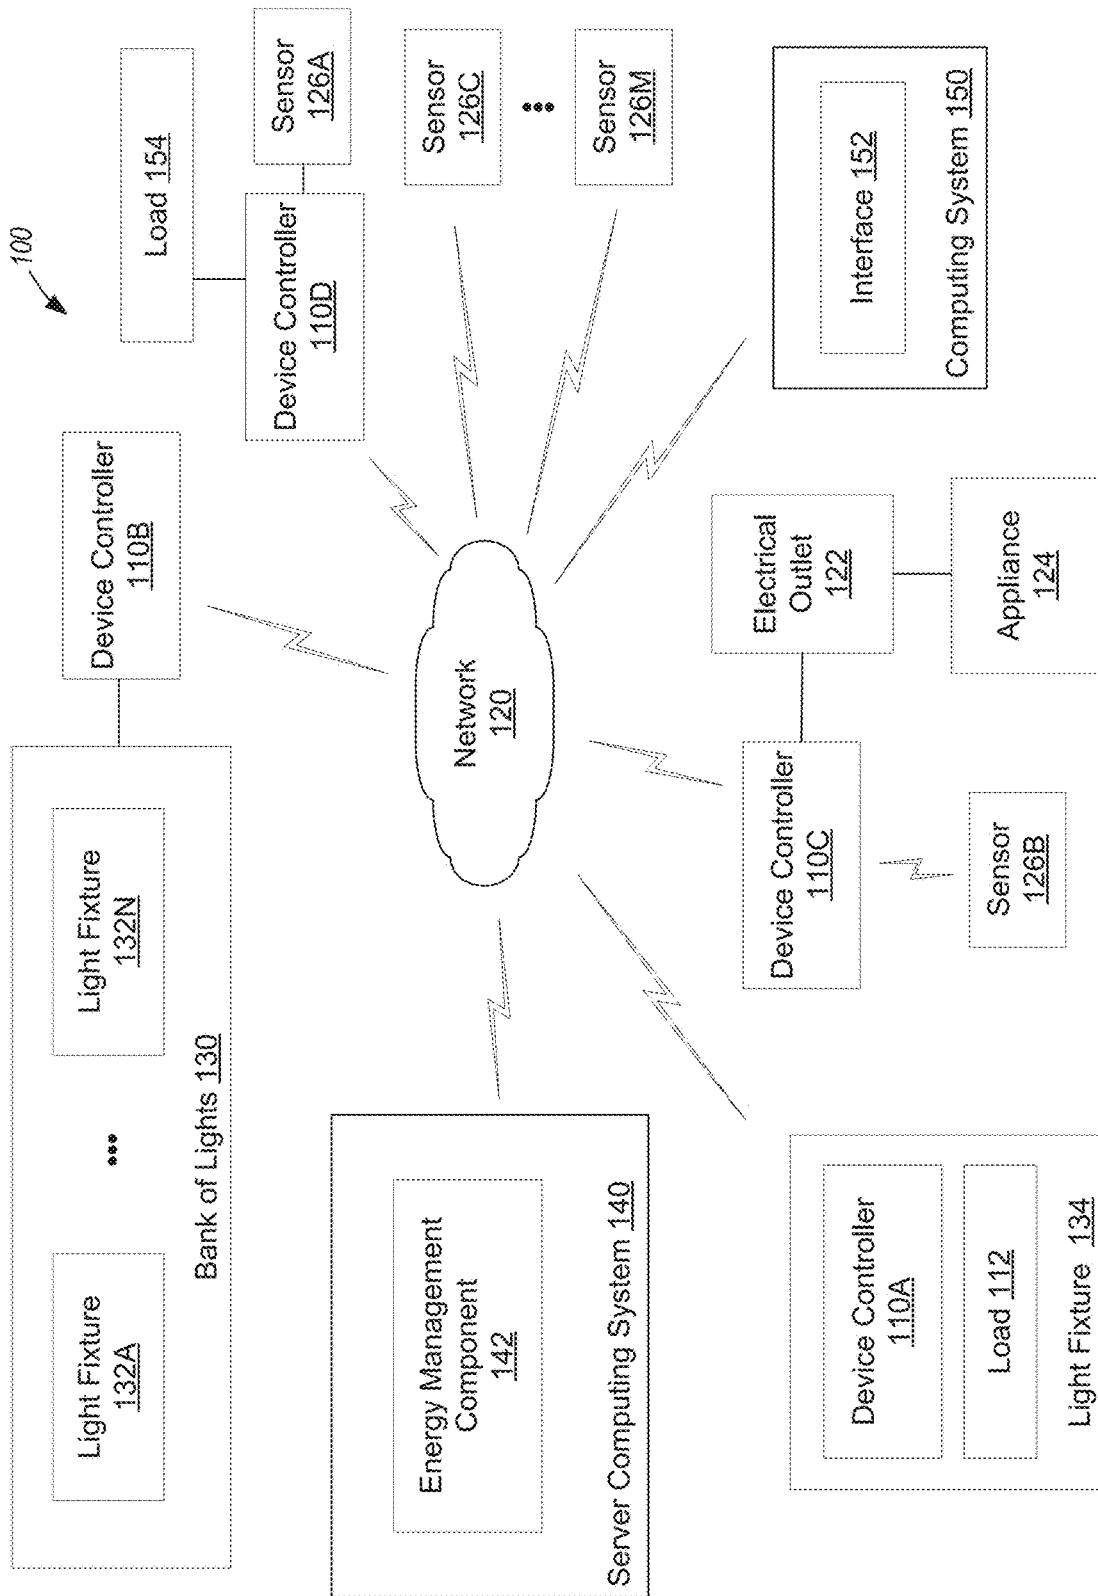 100
Light Fixture
132A
•••
Light Fixture
132N
Bank of Lights 130
Device Controller
110B
Load 154
Device Controller
110D
Sensor
126A
Sensor
126C
•••
Sensor
126M
Energy Management
Component
142
Server Computing System 140
Network
120
Device Controller
110A
Load 112
Light Fixture 134
Device Controller
110C
Sensor
126B
Electrical
Outlet
122
Appliance
124
Interface 152
Computing System 150